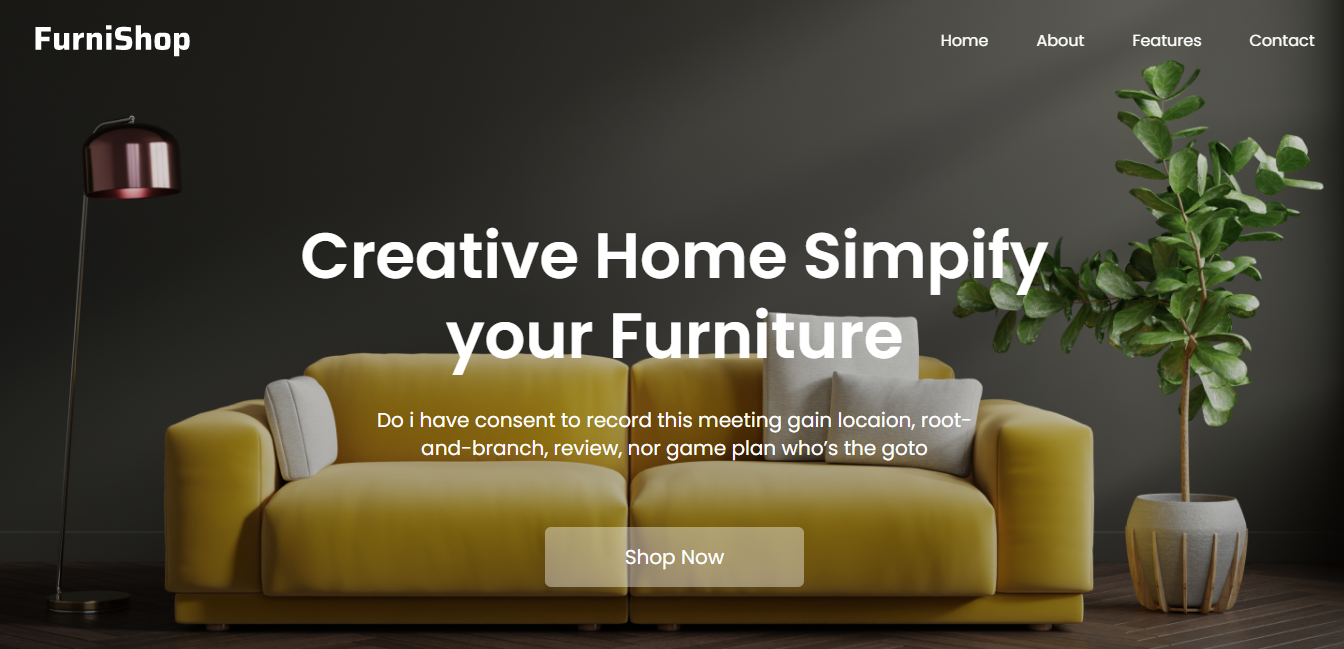 FurniShop
Home
About
Features
Contact
Creative Home Simpify
your Furniture
Do i have consent to record this meeting gain locaion, root-
and-branch, review, nor game plan who’s the goto
Shop Now